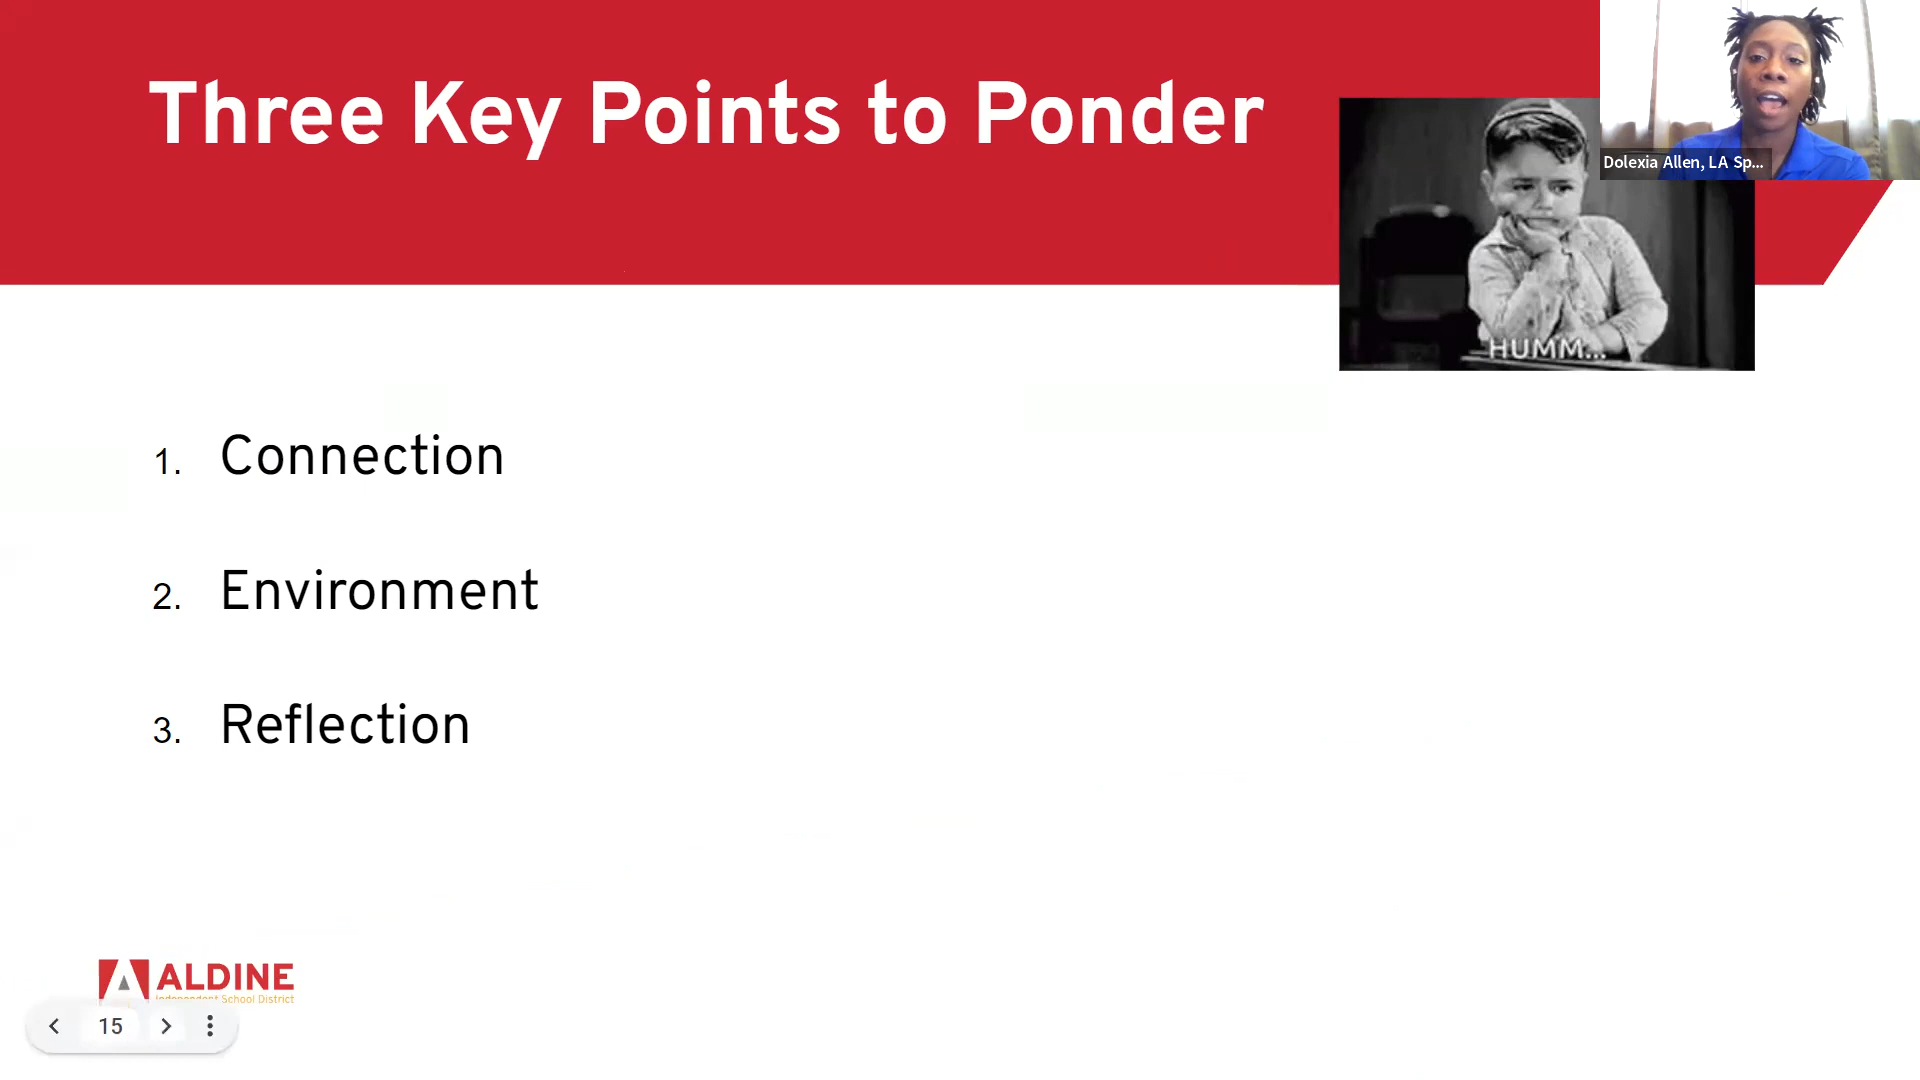 Three Key Points to Ponder
Dolexia Allen, LA Sp...
HUMM...
1. Connection
2. Environment
3. Reflection
ALDINE
Independent School District
15